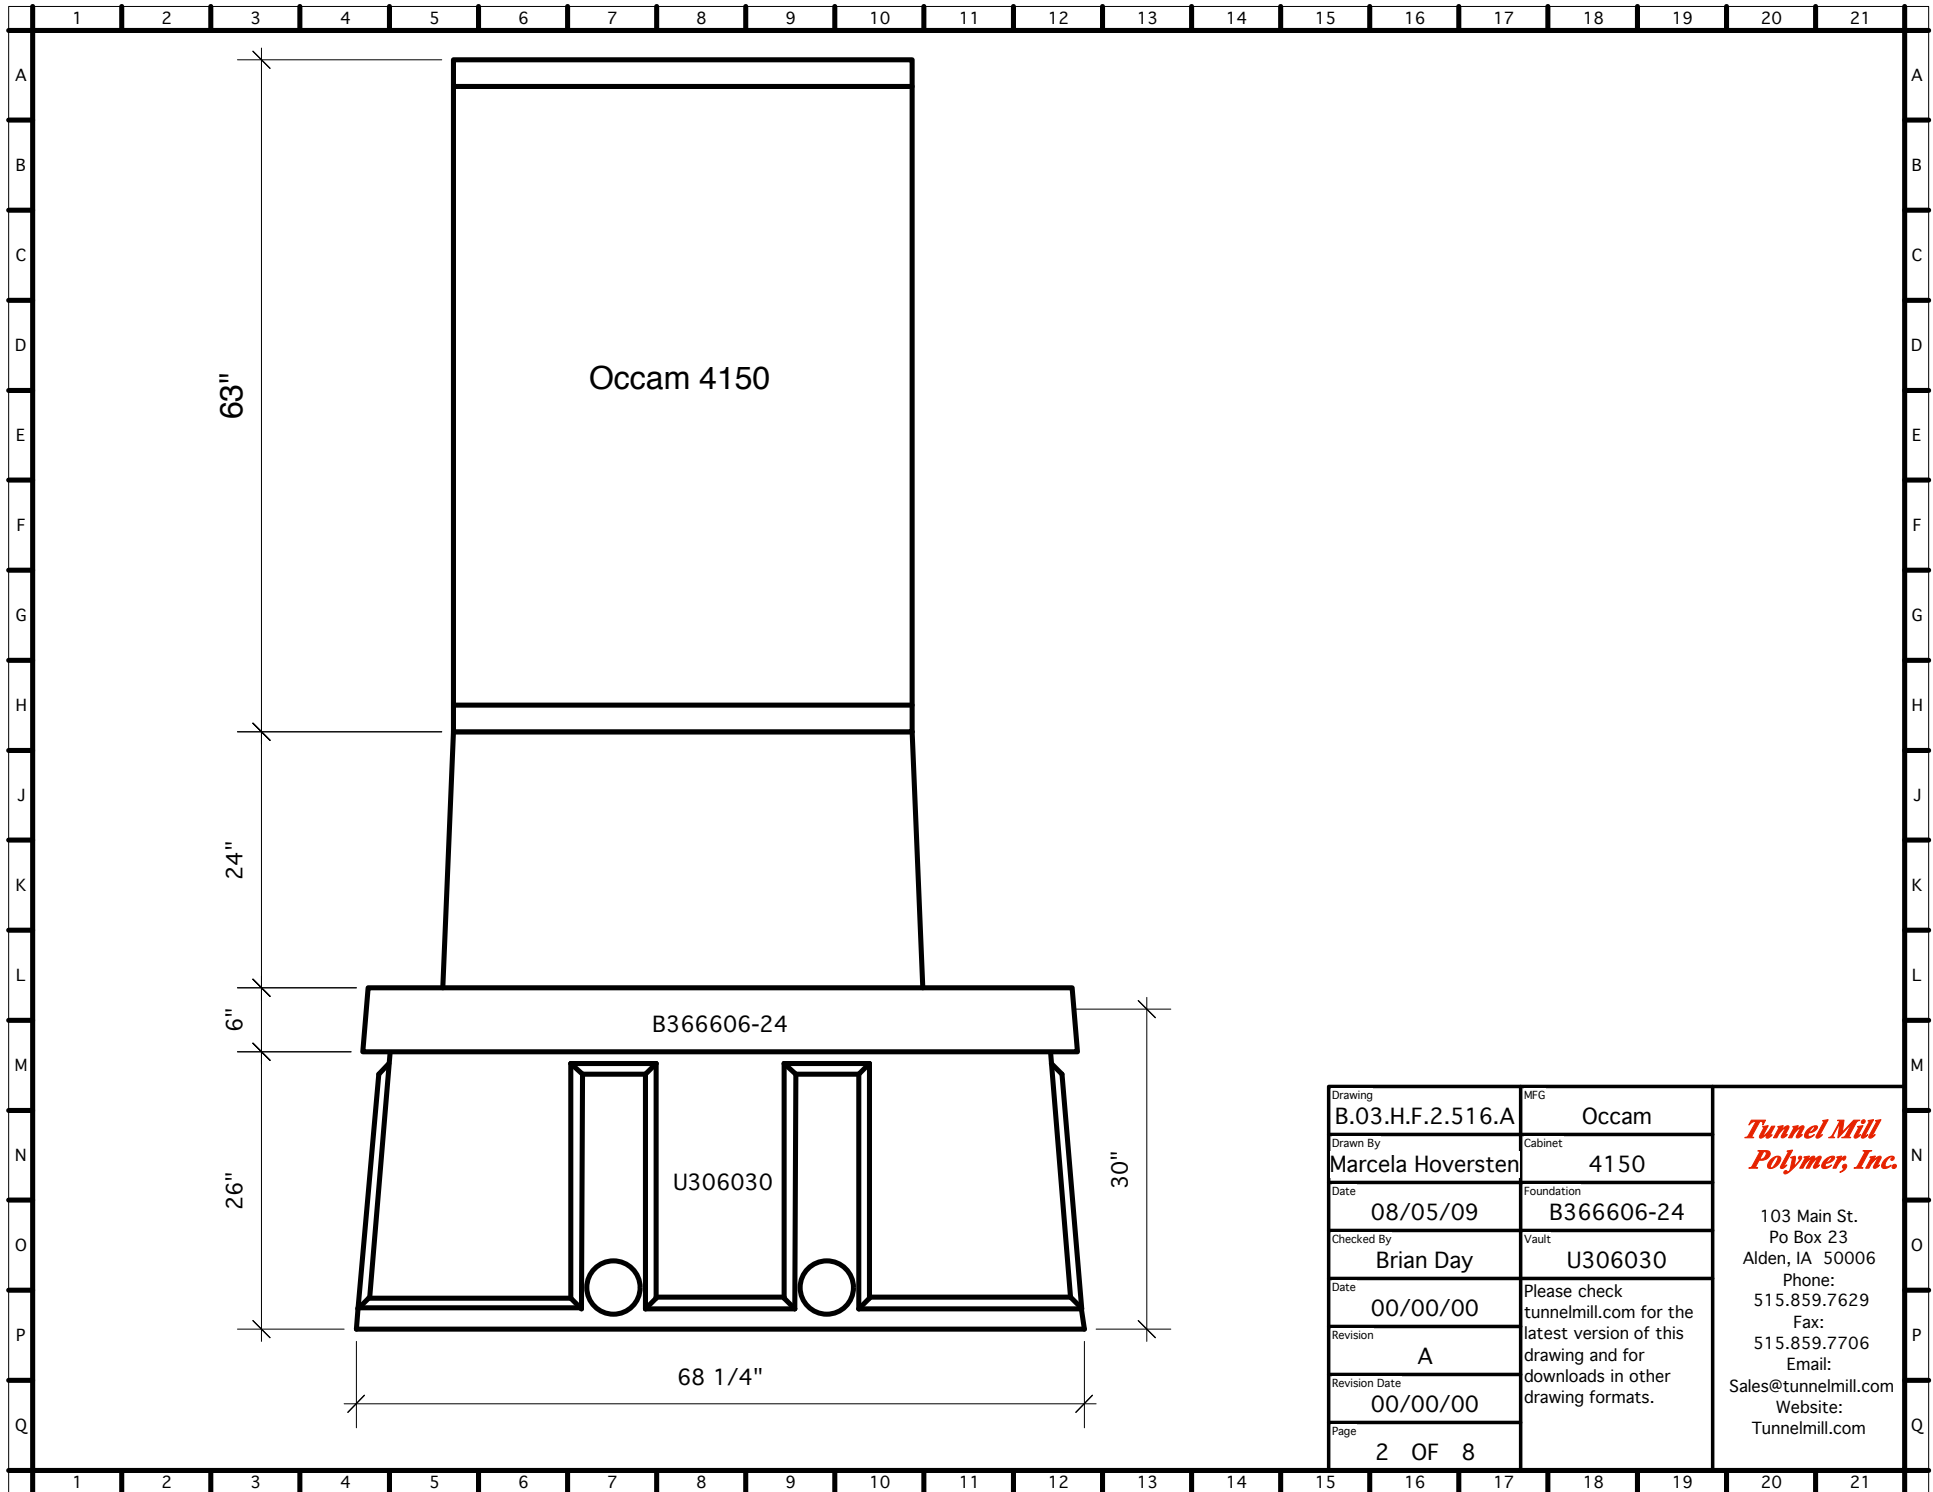 1 2 3 4 5 6 7 8 9 10 11 12 13 14 15 16 17 18 19 20 21
A A
B B
C C
D D
E E
F F
G G
H H
J J
K K
L L
M M
N N
O O
P P
Q Q
63"
Occam 4150
24"
6"
B366606-24
26"
U306030
30"
68 1/4"
Drawing
B.03.H.F.2.516.A
MFG
Occam
Drawn By
Marcela Hoversten
Cabinet
4150
Date
08/05/09
Foundation
B366606-24
Checked By
Brian Day
Vault
U306030
Date
00/00/00
Revision
A
Revision Date
00/00/00
Page
2 OF 8
Please check
tunnelmill.com for the
latest version of this
drawing and for
downloads in other
drawing formats.
Tunnel Mill
Polymer, Inc.
103 Main St.
Po Box 23
Alden, IA 50006
Phone:
515.859.7629
Fax:
515.859.7706
Email:
Sales@tunnelmill.com
Website:
Tunnelmill.com
1 2 3 4 5 6 7 8 9 10 11 12 13 14 15 16 17 18 19 20 21